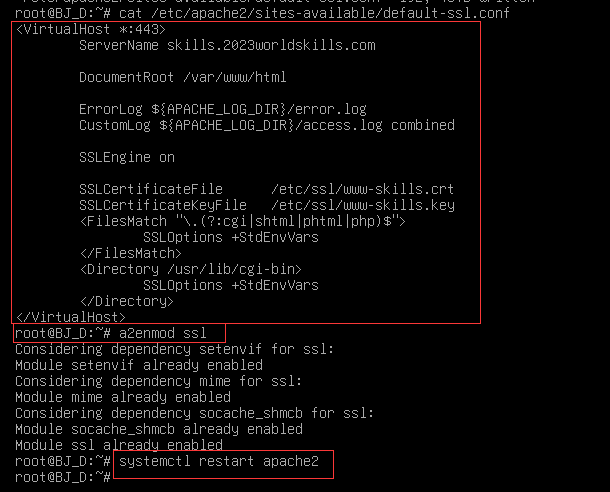 root@BJ_D:~# cat /etc/apache2/sites-available/default-ssl.conf
<VirtualHost *:443>
ServerName skills.2023worldskills.com
DocumentRoot /var/www/html
ErrorLog ${APACHE_LOG_DIR}/error.log
CustomLog ${APACHE_LOG_DIR}/access.log combined
SSLEngine on
SSLCertificateFile /etc/ssl/www-skills.crt
SSLCertificateKeyFile /etc/ssl/www-skills.key
<FilesMatch "\.(?:cgi|shtml|phtml|php)$">
SSLOptions +StdEnvVars
</FilesMatch>
<Directory /usr/lib/cgi-bin>
SSLOptions +StdEnvVars
</Directory>
</VirtualHost>
root@BJ_D:~# a2enmod ssl
Considering dependency setenvif for ssl:
Module setenvif already enabled
Considering dependency mime for ssl:
Module mime already enabled
Considering dependency socache_shmcb for ssl:
Module socache_shmcb already enabled
Module ssl already enabled
root@BJ_D:~# systemctl restart apache2
root@BJ_D:~#